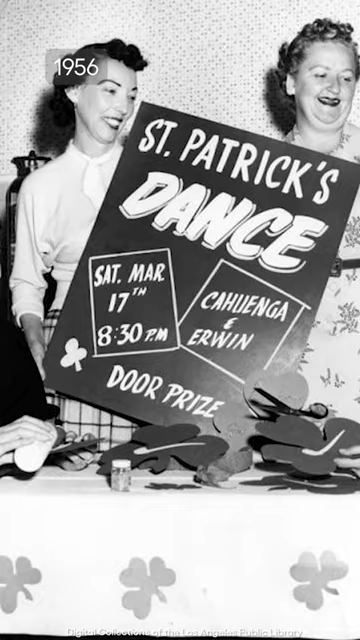 1956
ST. PATRICK'S
DANCE
SAT. MAR.
17TH
8:30 P.M
CAHUENGA
&
ERWIN
DOOR PRIZE
Digital Collections of the Los Angeles Public Library